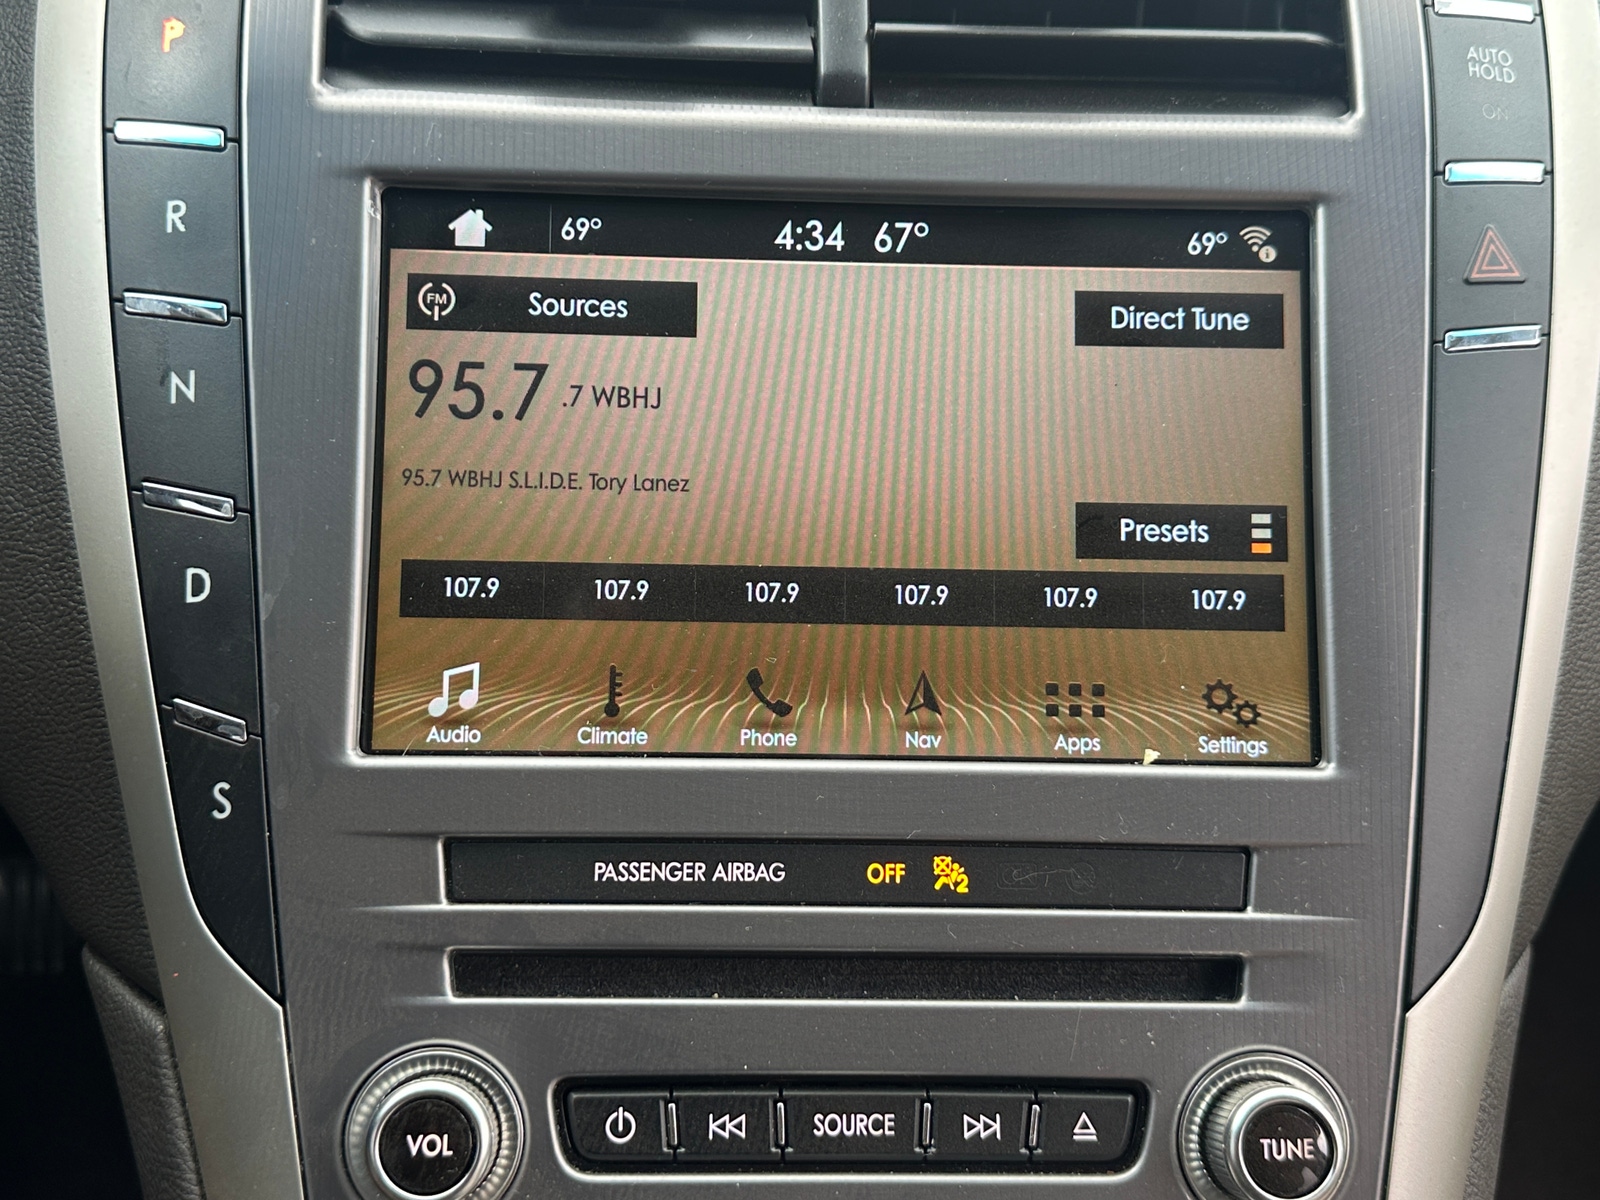 P
R
N
D
S
AUTO
HOLD
ON
69° 4:34 67° 69°
FM Sources
Direct Tune
95.7 .7 WBHJ
95.7 WBHJ S.L.I.D.E. Tory Lanez
Presets
107.9 107.9 107.9 107.9 107.9 107.9
Audio Climate Phone Nav Apps Settings
PASSENGER AIRBAG OFF 2
VOL SOURCE TUNE